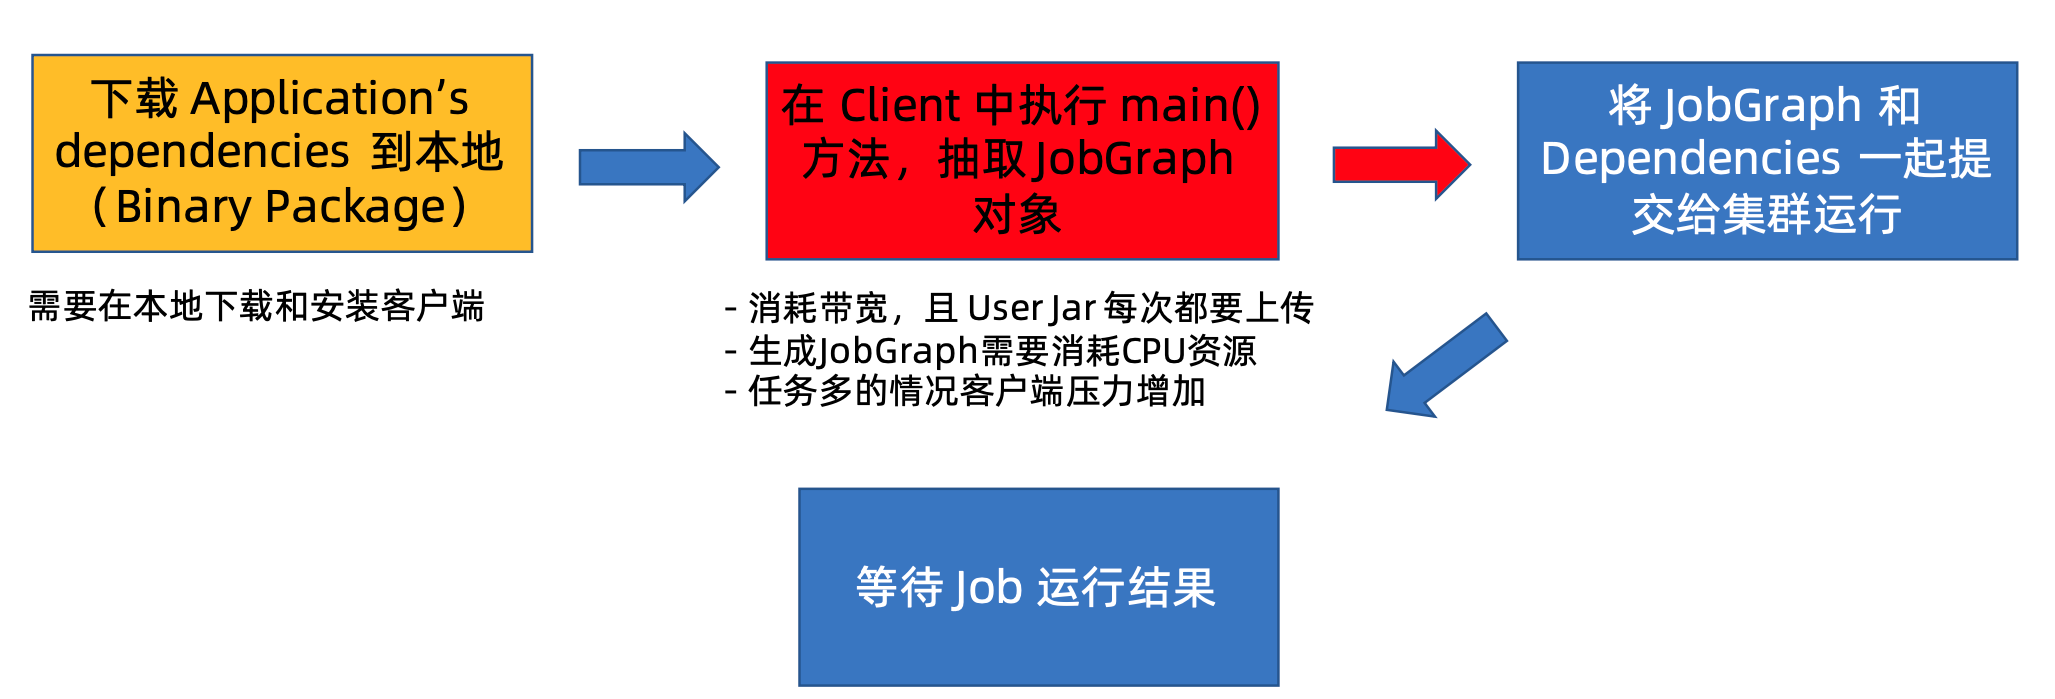 下载 Application’s
dependencies 到本地
（Binary Package）
在 Client 中执行 main()
方法，抽取 JobGraph
对象
将 JobGraph 和
Dependencies 一起提
交给集群运行
需要在本地下载和安装客户端
- 消耗带宽，且 User Jar 每次都要上传
- 生成JobGraph需要消耗CPU资源
- 任务多的情况客户端压力增加
等待 Job 运行结果